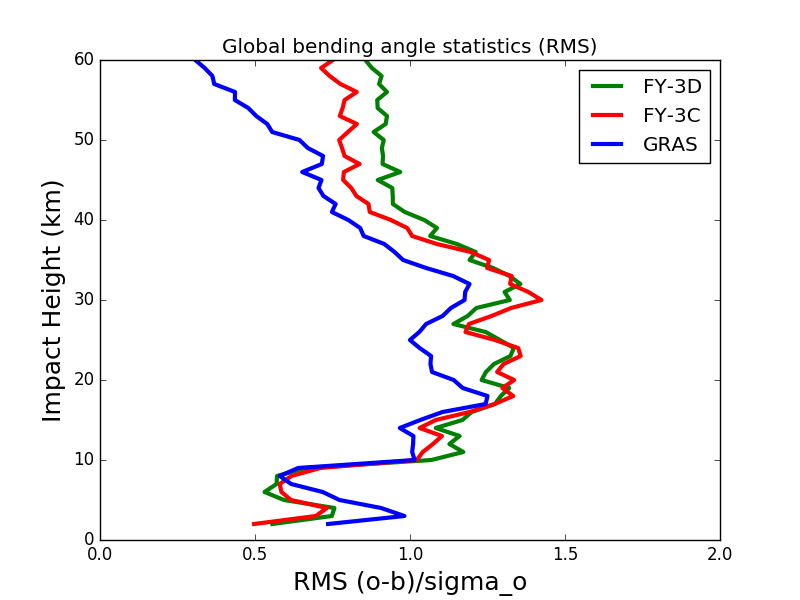 Global bending angle statistics (RMS)
60
50
40
30
20
10
0
Impact Height (km)
FY-3D
FY-3C
GRAS
0.0 0.5 1.0 1.5 2.0
RMS (o-b)/sigma_o